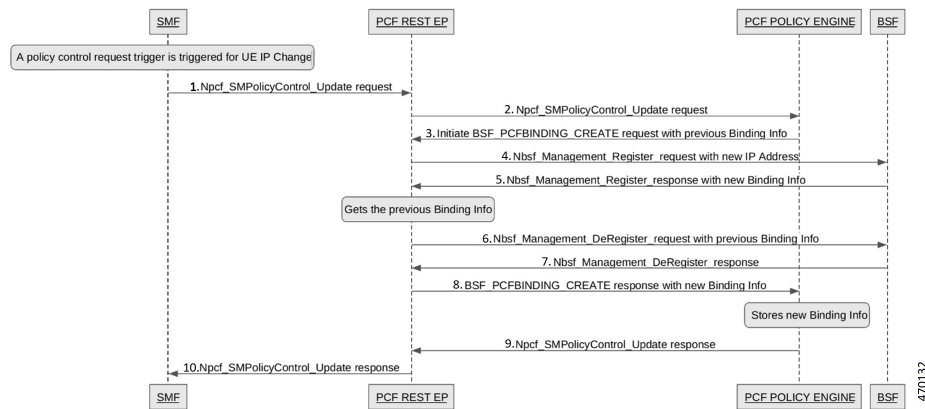 SMF
PCF REST EP
PCF POLICY ENGINE
BSF
A policy control request trigger is triggered for UE IP Change
1.Npcf_SMPolicyControl_Update request
2. Npcf_SMPolicyControl_Update request
3. Initiate BSF_PCFBINDING_CREATE request with previous Binding Info
4. Nbsf_Management_Register_request with new IP Address
5. Nbsf_Management_Register_response with new Binding Info
Gets the previous Binding Info
6. Nbsf_Management_DeRegister_request with previous Binding Info
7. Nbsf_Management_DeRegister_response
8. BSF_PCFBINDING_CREATE response with new Binding Info
Stores new Binding Info
9. Npcf_SMPolicyControl_Update response
10.Npcf_SMPolicyControl_Update response
SMF
PCF REST EP
PCF POLICY ENGINE
BSF
470132